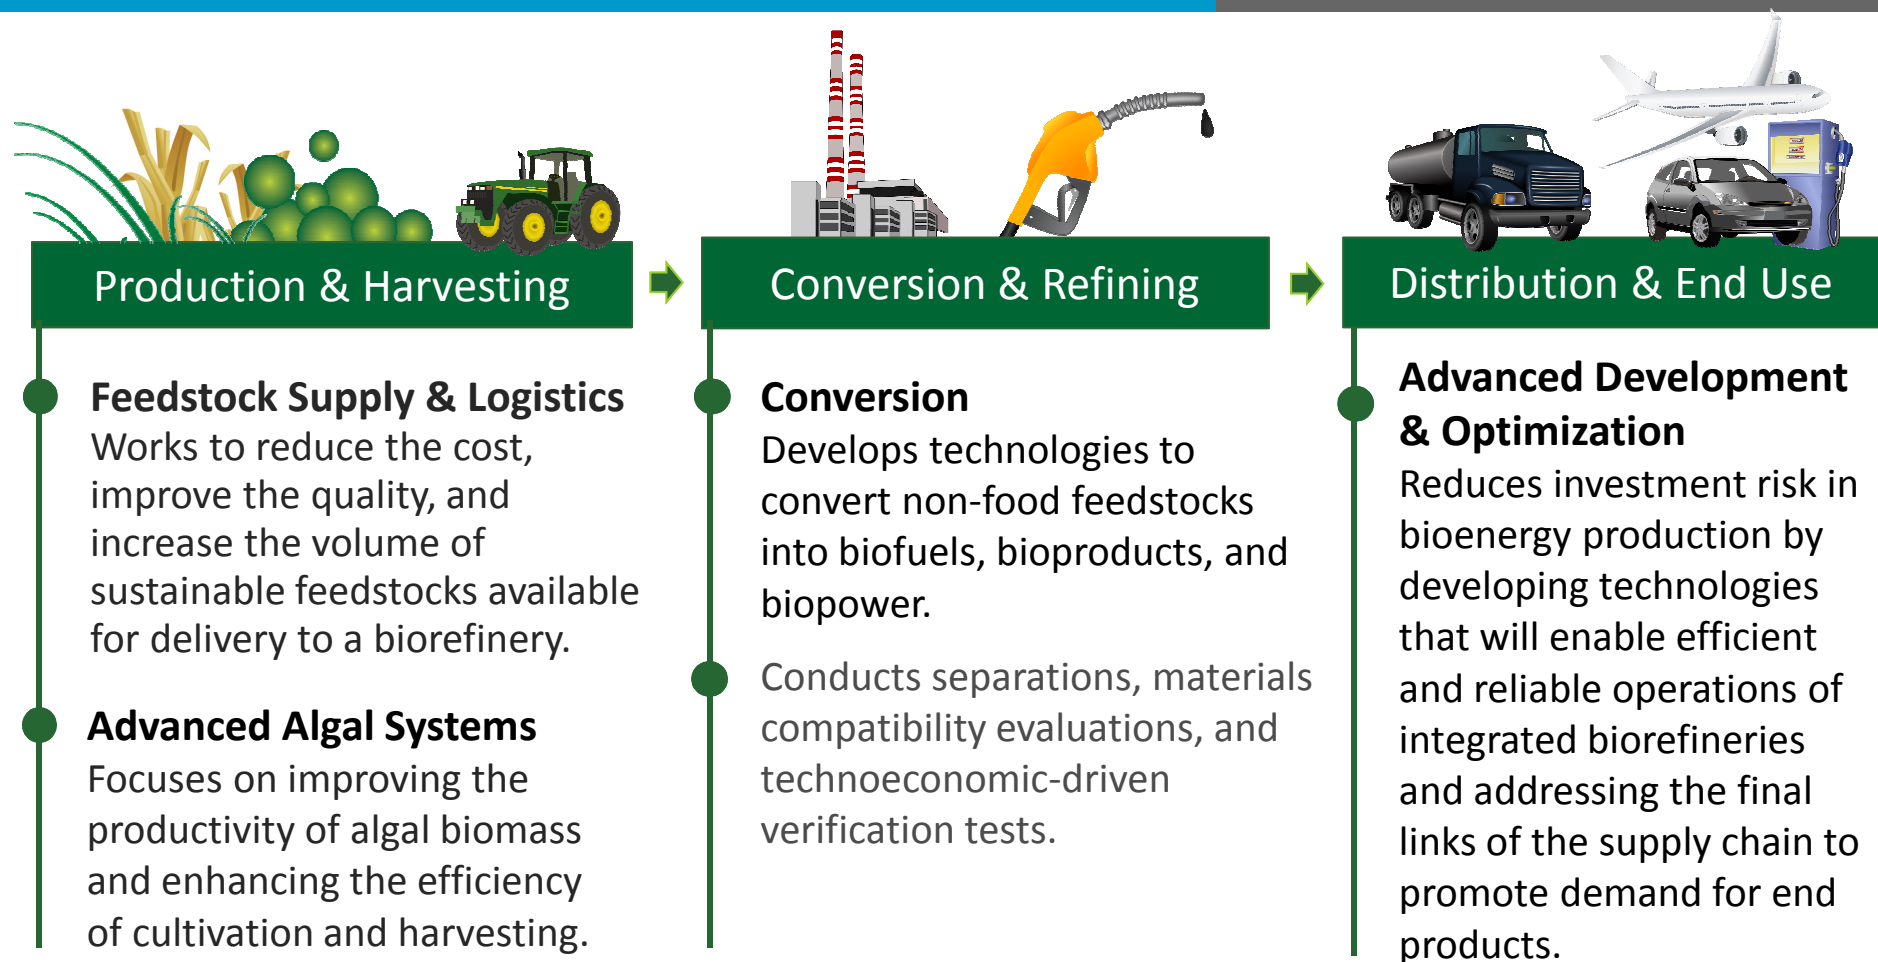 Production & Harvesting
Feedstock Supply & Logistics
Works to reduce the cost,
improve the quality, and
increase the volume of
sustainable feedstocks available
for delivery to a biorefinery.
Advanced Algal Systems
Focuses on improving the
productivity of algal biomass
and enhancing the efficiency
of cultivation and harvesting.
Conversion & Refining
Conversion
Develops technologies to
convert non-food feedstocks
into biofuels, bioproducts, and
biopower.
Conducts separations, materials
compatibility evaluations, and
technoeconomic-driven
verification tests.
Distribution & End Use
Advanced Development
& Optimization
Reduces investment risk in
bioenergy production by
developing technologies
that will enable efficient
and reliable operations of
integrated biorefineries
and addressing the final
links of the supply chain to
promote demand for end
products.